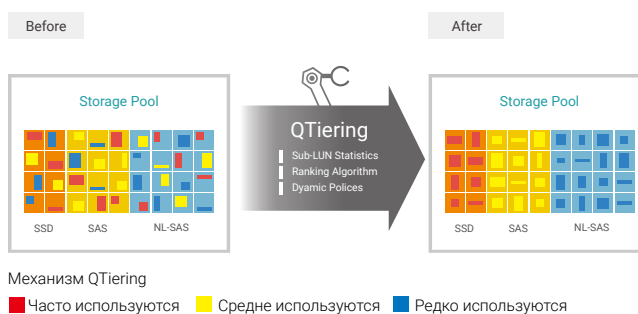 Before
After
Storage Pool
QTiering
Sub-LUN Statistics
Ranking Algorithm
Dyamic Polices
Storage Pool
SSD SAS NL-SAS
SSD SAS NL-SAS
Механизм QTiering
Часто используются Средне используются Редко используются